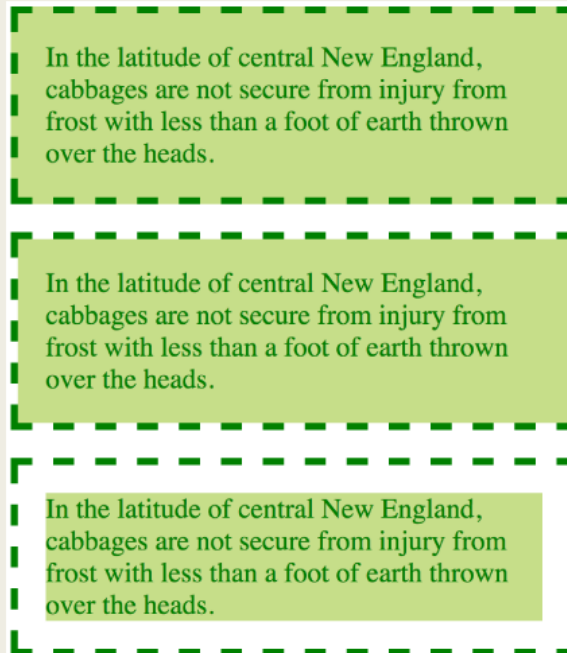 In the latitude of central New England,
cabbages are not secure from injury from
frost with less than a foot of earth thrown
over the heads.
In the latitude of central New England,
cabbages are not secure from injury from
frost with less than a foot of earth thrown
over the heads.
In the latitude of central New England,
cabbages are not secure from injury from
frost with less than a foot of earth thrown
over the heads.